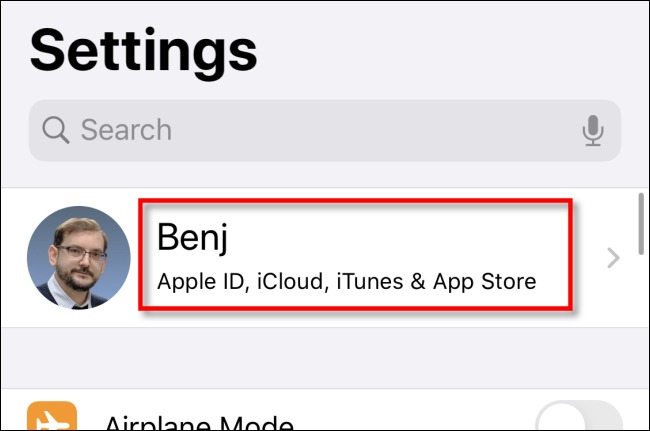 Settings
Search
Benj
Apple ID, iCloud, iTunes & App Store
Airplane Mode